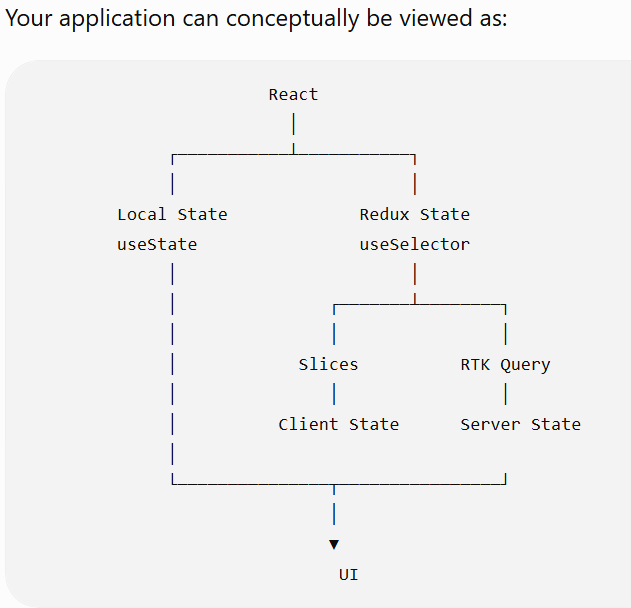 Your application can conceptually be viewed as:
React
Local State Redux State
useState useSelector
Slices RTK Query
Client State Server State
UI